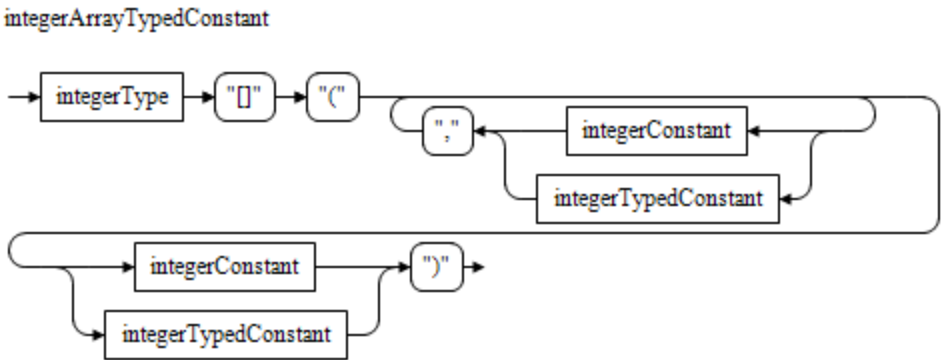 integerArrayTypedConstant
integerType "[]" "("
"," integerConstant
integerTypedConstant
integerConstant ")"
integerTypedConstant